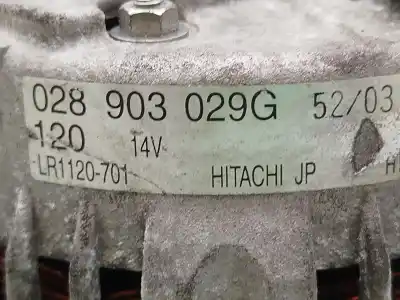 028 903 029G 52/03
120 14V
LR1120-701 HITACHI JP H